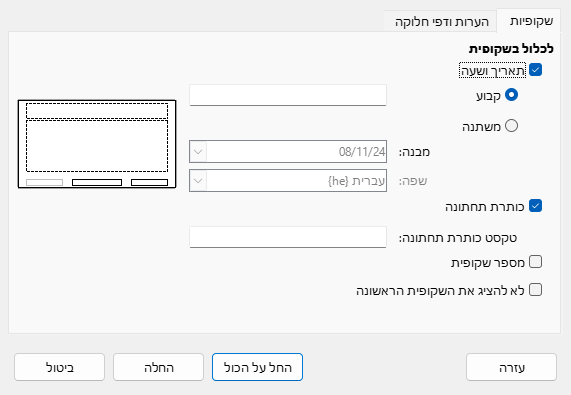 שקופיות
הערות ודפי חלוקה
לכלול בשקופית
תאריך ושעה
קבוע
משתנה
מבנה:
08/11/24
שפה:
עברית {he}
כותרת תחתונה
טקסט כותרת תחתונה:
מספר שקופית
לא להציג את השקופית הראשונה
עזרה
החל על הכול
החלה
ביטול